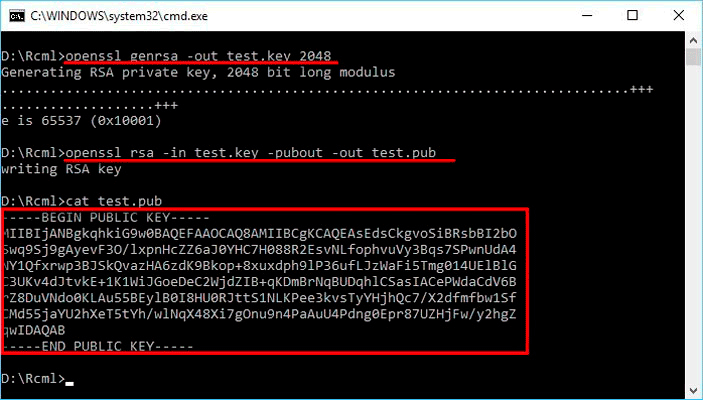 C:\WINDOWS\system32\cmd.exe
D:\Rcml>openssl genrsa -out test.key 2048
Generating RSA private key, 2048 bit long modulus
...............................................................................+++
...................+++
e is 65537 (0x10001)
D:\Rcml>openssl rsa -in test.key -pubout -out test.pub
writing RSA key
D:\Rcml>cat test.pub
-----BEGIN PUBLIC KEY-----
MIIBIjANBgkqhkiG9w0BAQEFAAOCAQ8AMIIBCgKCAQEAsEdsCkgvoSiBRsbBI2bO
Swq9Sj9gAyevF3O/lxpnHcZZ6aJ0YHC7H088R2EsvNLfophvuVy3Bqs7SPwnUdA4
NY1Qfxrwp3BJSkQvazHA6zdK9Bkop+8xuxdph9lP36ufLJzWaFi5Tmg014UElBlG
C3UKv4dJtvkE+1K1WiJGoeDeC2WjdZIB+qKDmBrNqBUDqhlCSasIACePWdaCdV6B
nZ8DuVNdo0KLAu55BEylB0I8HU0RJttS1NLKPee3kvsTyYHjhQc7/X2dfmfbw1Sf
CMd55jaYU2hXeT5tYh/wlNqX48Xi7gOnu9n4PaAuU4Pdng0Epr87UZHjFw/y2hgZ
qwIDAQAB
-----END PUBLIC KEY-----
D:\Rcml>